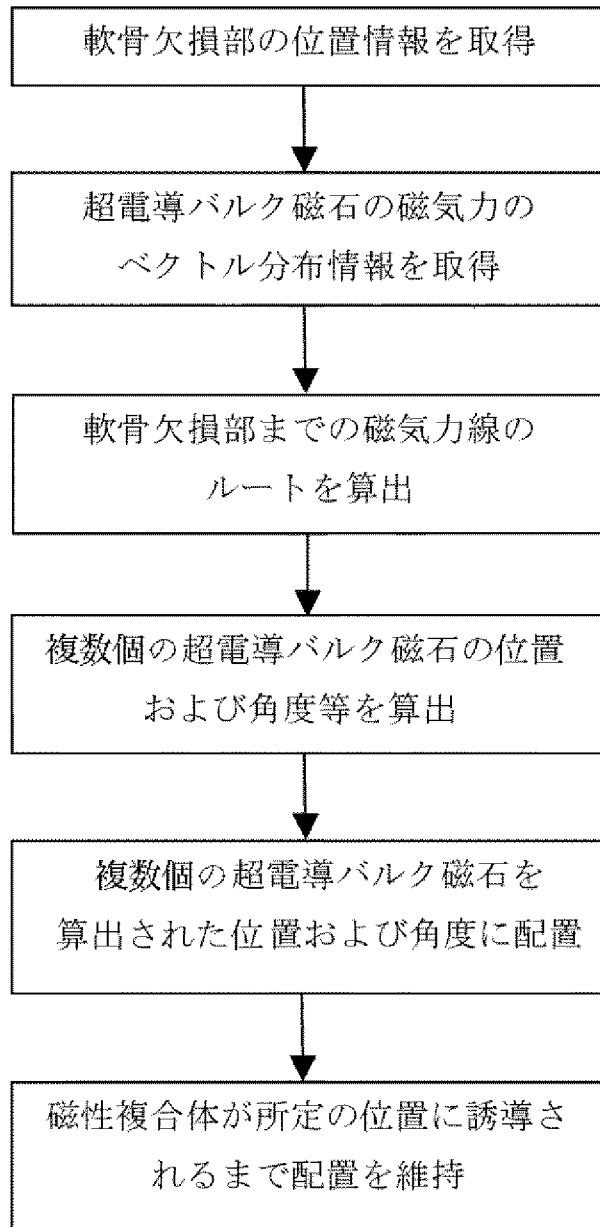 軟骨欠損部の位置情報を取得
超電導バルク磁石の磁気力の
ベクトル分布情報を取得
軟骨欠損部までの磁気力線の
ルートを算出
複数個の超電導バルク磁石の位置
および角度等を算出
複数個の超電導バルク磁石を
算出された位置および角度に配置
磁性複合体が所定の位置に誘導さ
れるまで配置を維持